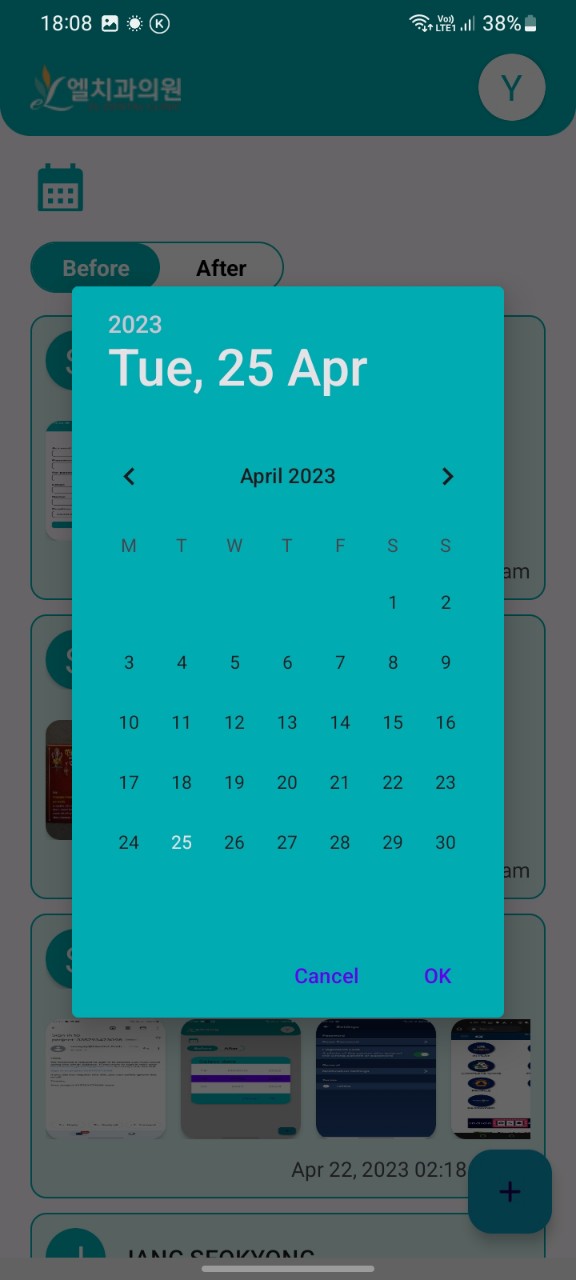 18:08
Vo)) LTE1 38%
엘치과의원
Y
Before After
2023
Tue, 25 Apr
April 2023
M T W T F S S
1 2
3 4 5 6 7 8 9
10 11 12 13 14 15 16
17 18 19 20 21 22 23
24 25 26 27 28 29 30
Cancel OK
am
am
Apr 22, 2023 02:18
+
JANG SEOKYONG